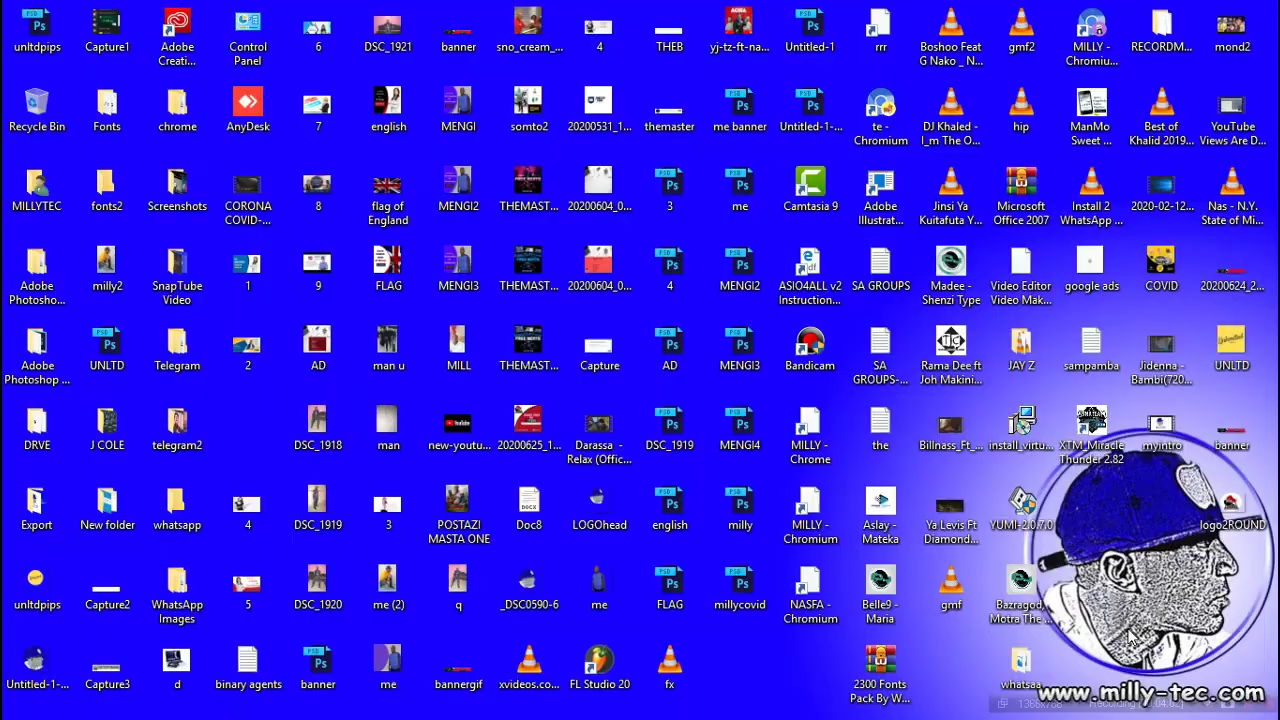 unltdpips
Capture1
Adobe
Creati...
Control
Panel
6
DSC_1921
banner
sno_cream_...
4
THEB
yj-tz-ft-na...
Untitled-1
rrr
Boshoo Feat
G Nako _ N...
gmf2
MILLY -
Chromium...
RECORDM...
mond2
Recycle Bin
Fonts
chrome
AnyDesk
7
english
MENGI
somto2
20200531_1...
themaster
me banner
Untitled-1-...
te -
Chromium
DJ Khaled -
I_m The O...
hip
ManMo
Sweet ...
Best of
Khalid 2019...
YouTube
Views Are D...
MILLYTEC
fonts2
Screenshots
CORONA
COVID-...
8
flag of
England
MENGI2
THEMAST...
20200604_0...
3
me
Camtasia 9
Adobe
Illustrat...
Jinsi Ya
Kuitafuta Y...
Microsoft
Office 2007
Install 2
WhatsApp ...
2020-02-12...
Nas - N.Y.
State of Mi...
Adobe
Photosho...
milly2
SnapTube
Video
1
9
FLAG
MENGI3
THEMAST...
20200604_0...
4
MENGI2
ASIO4ALL v2
Instruction...
SA GROUPS
Madee -
Shenzi Type
Video Editor
Video Mak...
google ads
COVID
20200624_2...
Adobe
Photoshop ...
UNLTD
Telegram
2
AD
man u
MILL
THEMAST...
Capture
AD
MENGI3
Bandicam
SA
GROUPS-...
Rama Dee ft
Joh Makini...
JAY Z
sampamba
Jidenna -
Bambi(720...
UNLTD
DRVE
J COLE
telegram2
DSC_1918
man
new-youtu...
20200625_1...
Darassa -
Relax (Offic...
DSC_1919
MENGI4
MILLY -
Chrome
the
Billnass_Ft_...
install_virtu...
XTM_Miracle
Thunder 2.82
myintro
banner
Export
New folder
whatsapp
4
DSC_1919
3
POSTAZI
MASTA ONE
Doc8
LOGOhead
english
milly
MILLY -
Chromium
Aslay -
Mateka
Ya Levis Ft
Diamond...
YUMI-2.0.7.0
logo2ROUND
unltdpips
Capture2
WhatsApp
Images
5
DSC_1920
me (2)
q
_DSC0590-6
me
FLAG
millycovid
NASFA -
Chromium
Belle9 -
Maria
gmf
Bazragod,
Motra The...
Untitled-1-...
Capture3
d
binary agents
banner
me
bannergif
xvideos.co...
FL Studio 20
fx
2300 Fonts
Pack By W...
whatsa
www.milly-tec.com
1366x768
Recording [0:04:02]